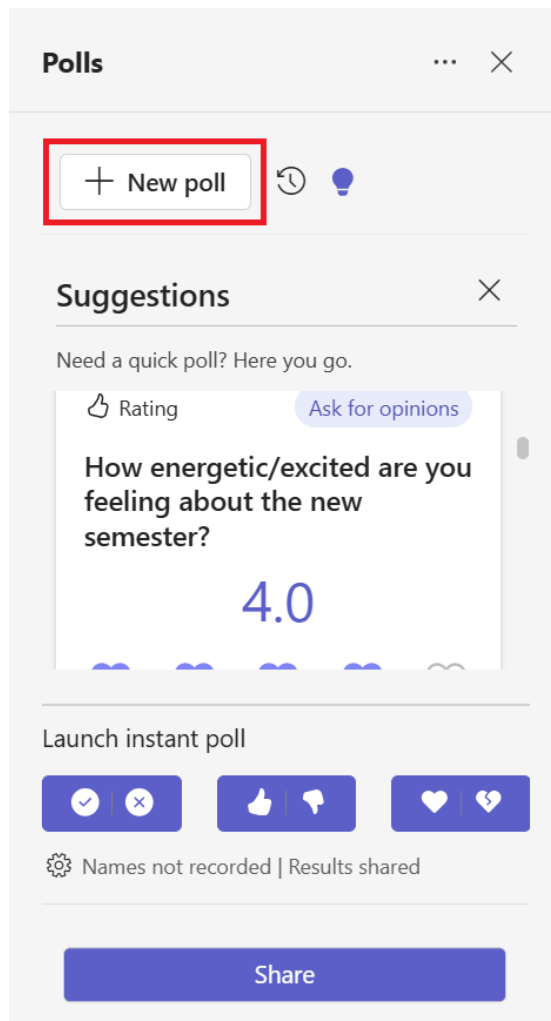 Polls
New poll
Suggestions
Need a quick poll? Here you go.
Rating
Ask for opinions
How energetic/excited are you
feeling about the new
semester?
4.0
Launch instant poll
Names not recorded | Results shared
Share